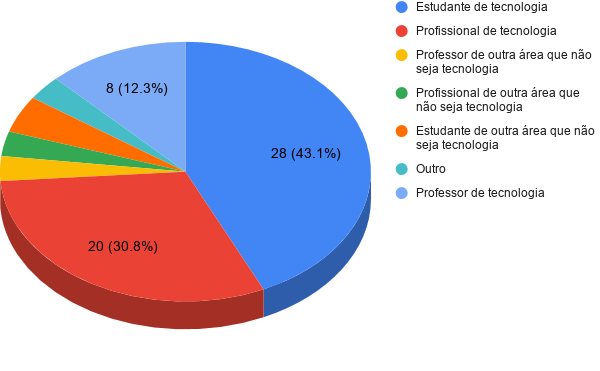 8 (12.3%)
28 (43.1%)
20 (30.8%)
Estudante de tecnologia
Profissional de tecnologia
Professor de outra área que não
seja tecnologia
Profissional de outra área que
não seja tecnologia
Estudante de outra área que não
seja tecnologia
Outro
Professor de tecnologia